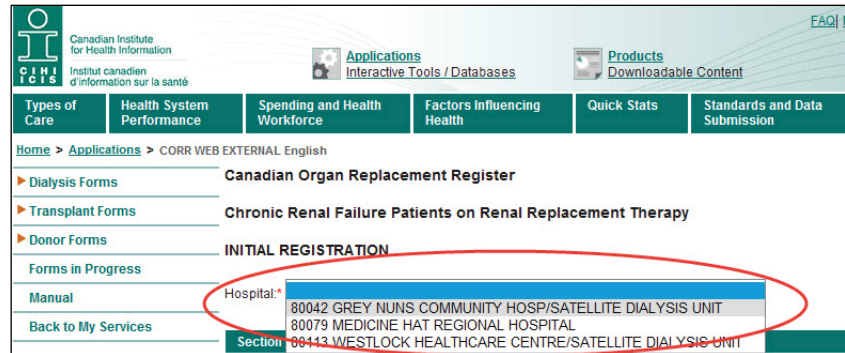 FAQ|
Canadian Institute
for Health Information
Institut canadien
d'information sur la santé
CIHI
ICIS
Applications
Interactive Tools / Databases
Products
Downloadable Content
Types of Care
Health System Performance
Spending and Health Workforce
Factors Influencing Health
Quick Stats
Standards and Data Submission
Home > Applications > CORR WEB EXTERNAL English
Dialysis Forms
Transplant Forms
Donor Forms
Forms in Progress
Manual
Back to My Services
Canadian Organ Replacement Register
Chronic Renal Failure Patients on Renal Replacement Therapy
INITIAL REGISTRATION
Hospital:*
80042 GREY NUNS COMMUNITY HOSP/SATELLITE DIALYSIS UNIT
80079 MEDICINE HAT REGIONAL HOSPITAL
80113 WESTLOCK HEALTHCARE CENTRE/SATELLITE DIALYSIS UNIT
Section